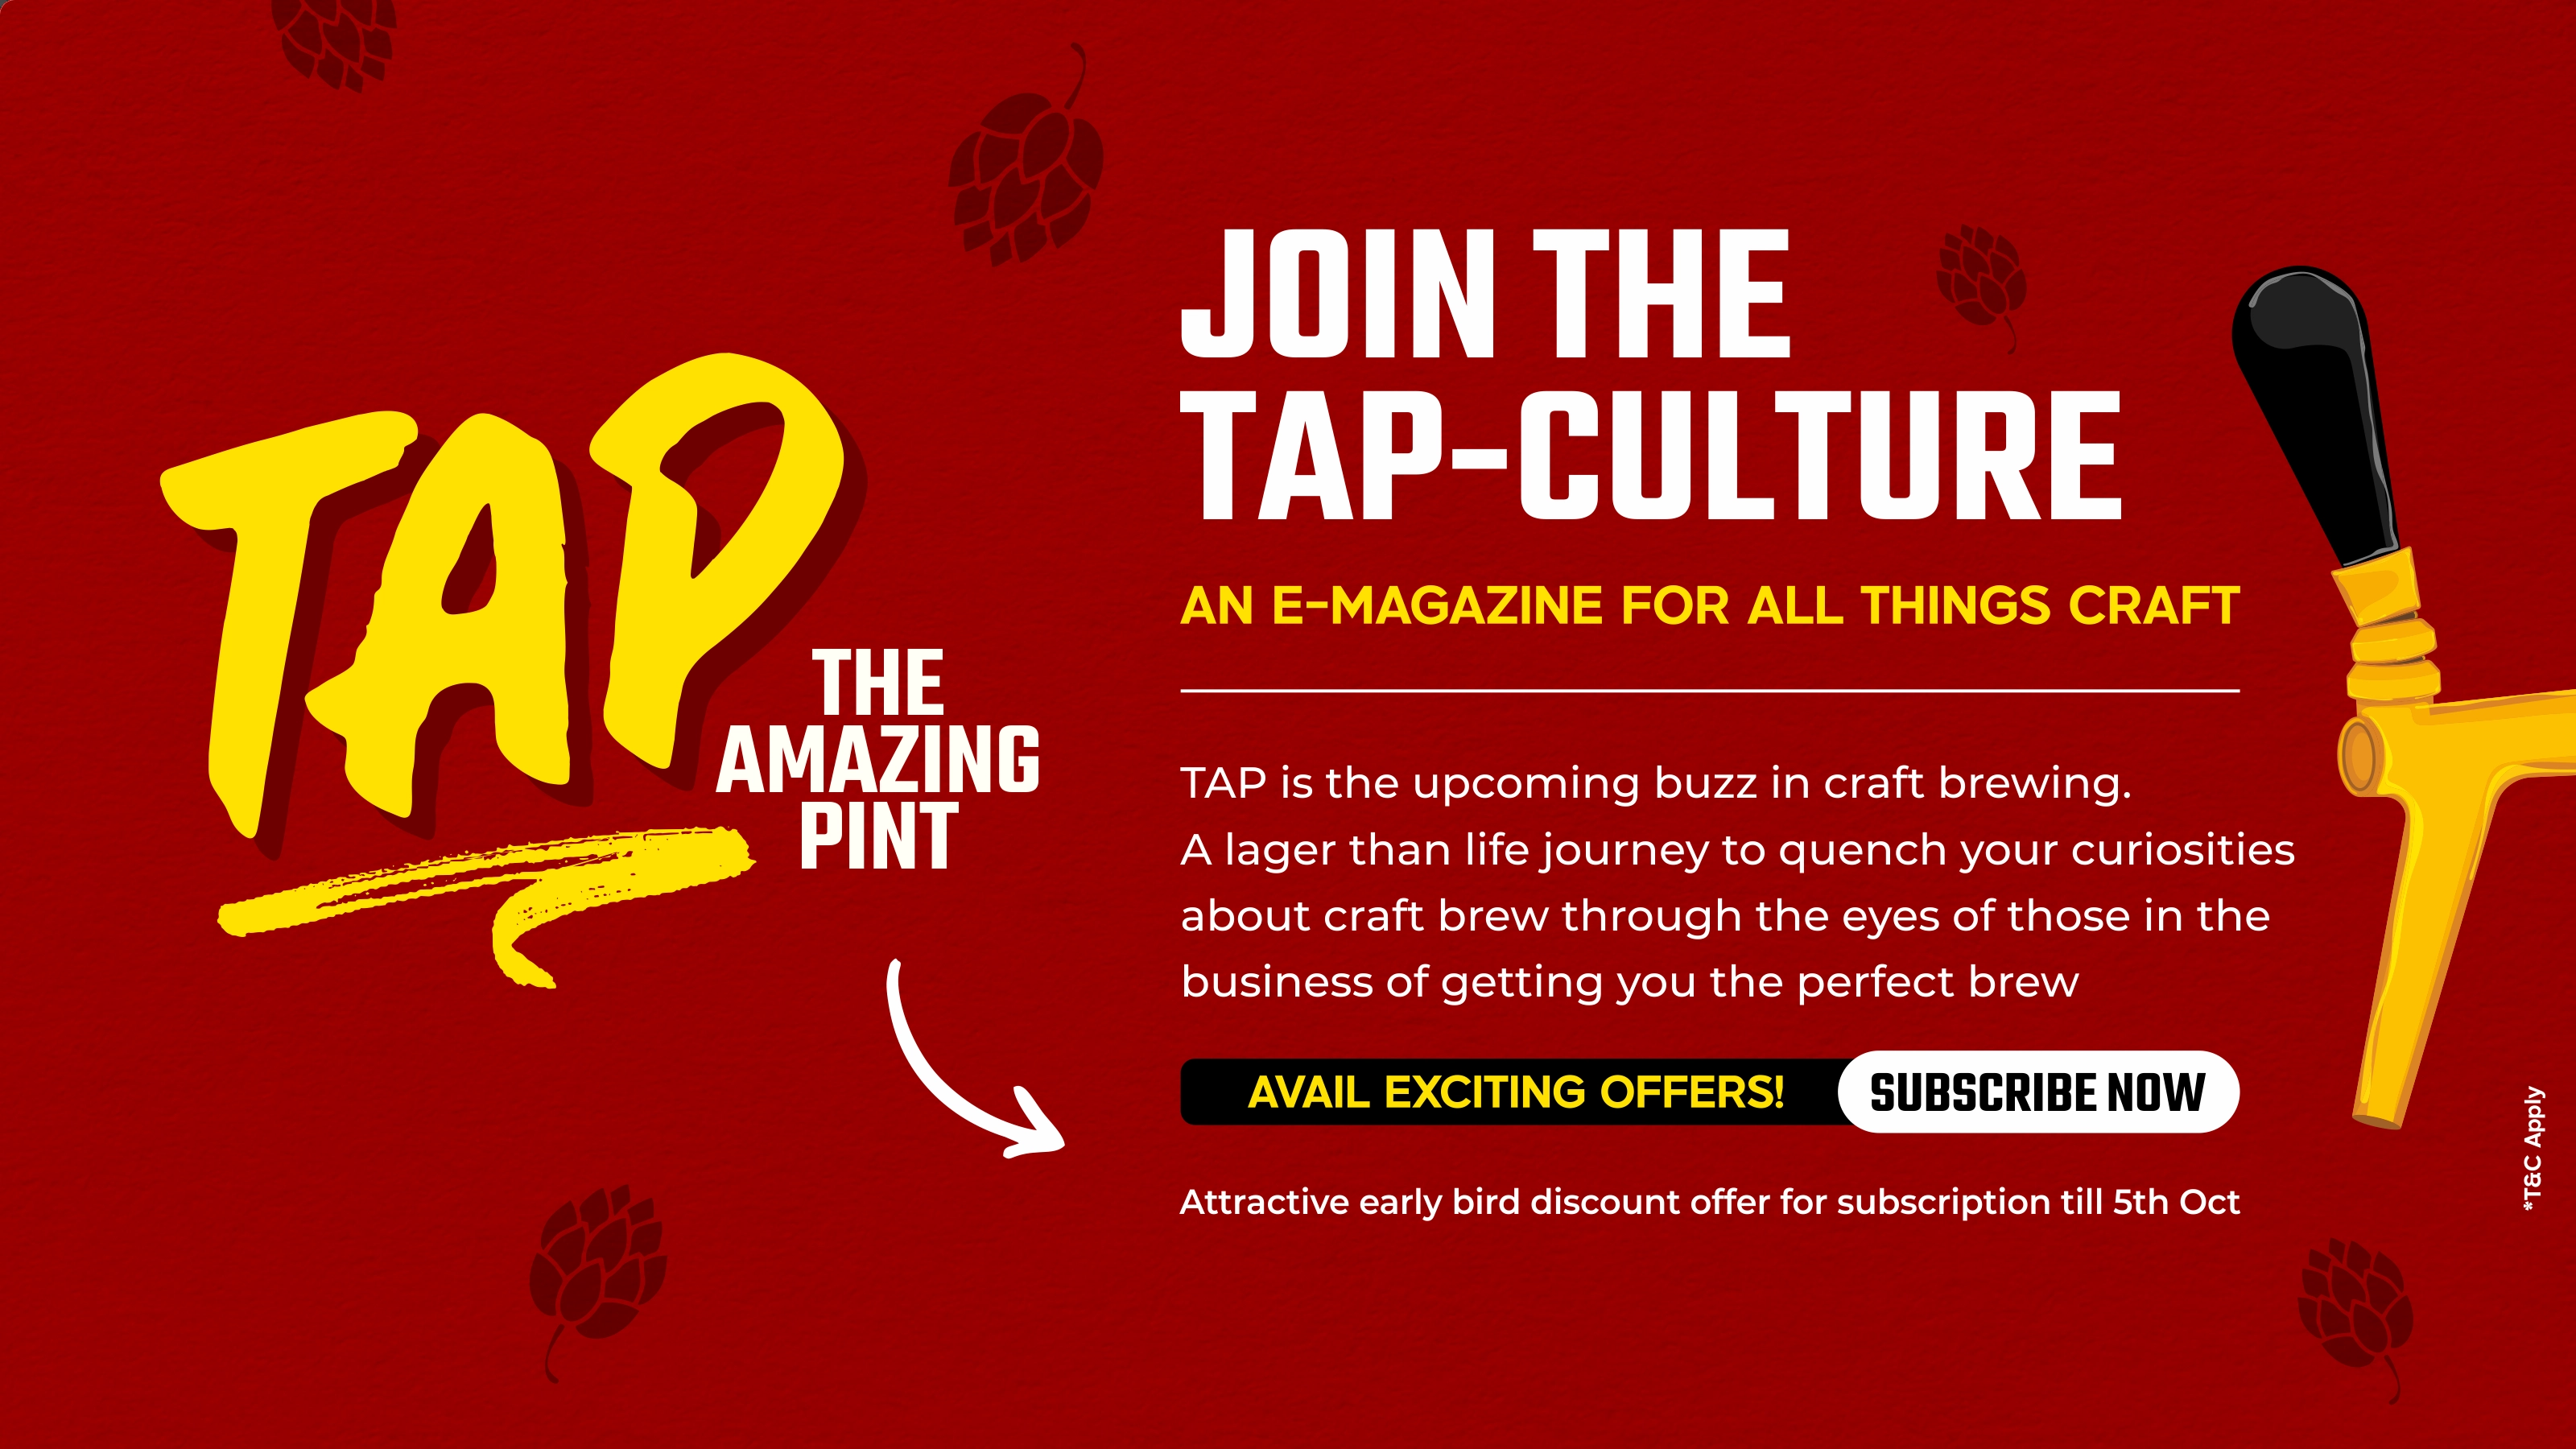 TAP
THE
AMAZING
PINT
JOIN THE
TAP-CULTURE
AN E-MAGAZINE FOR ALL THINGS CRAFT
TAP is the upcoming buzz in craft brewing.
A lager than life journey to quench your curiosities
about craft brew through the eyes of those in the
business of getting you the perfect brew
AVAIL EXCITING OFFERS!
SUBSCRIBE NOW
Attractive early bird discount offer for subscription till 5th Oct
*T&C Apply